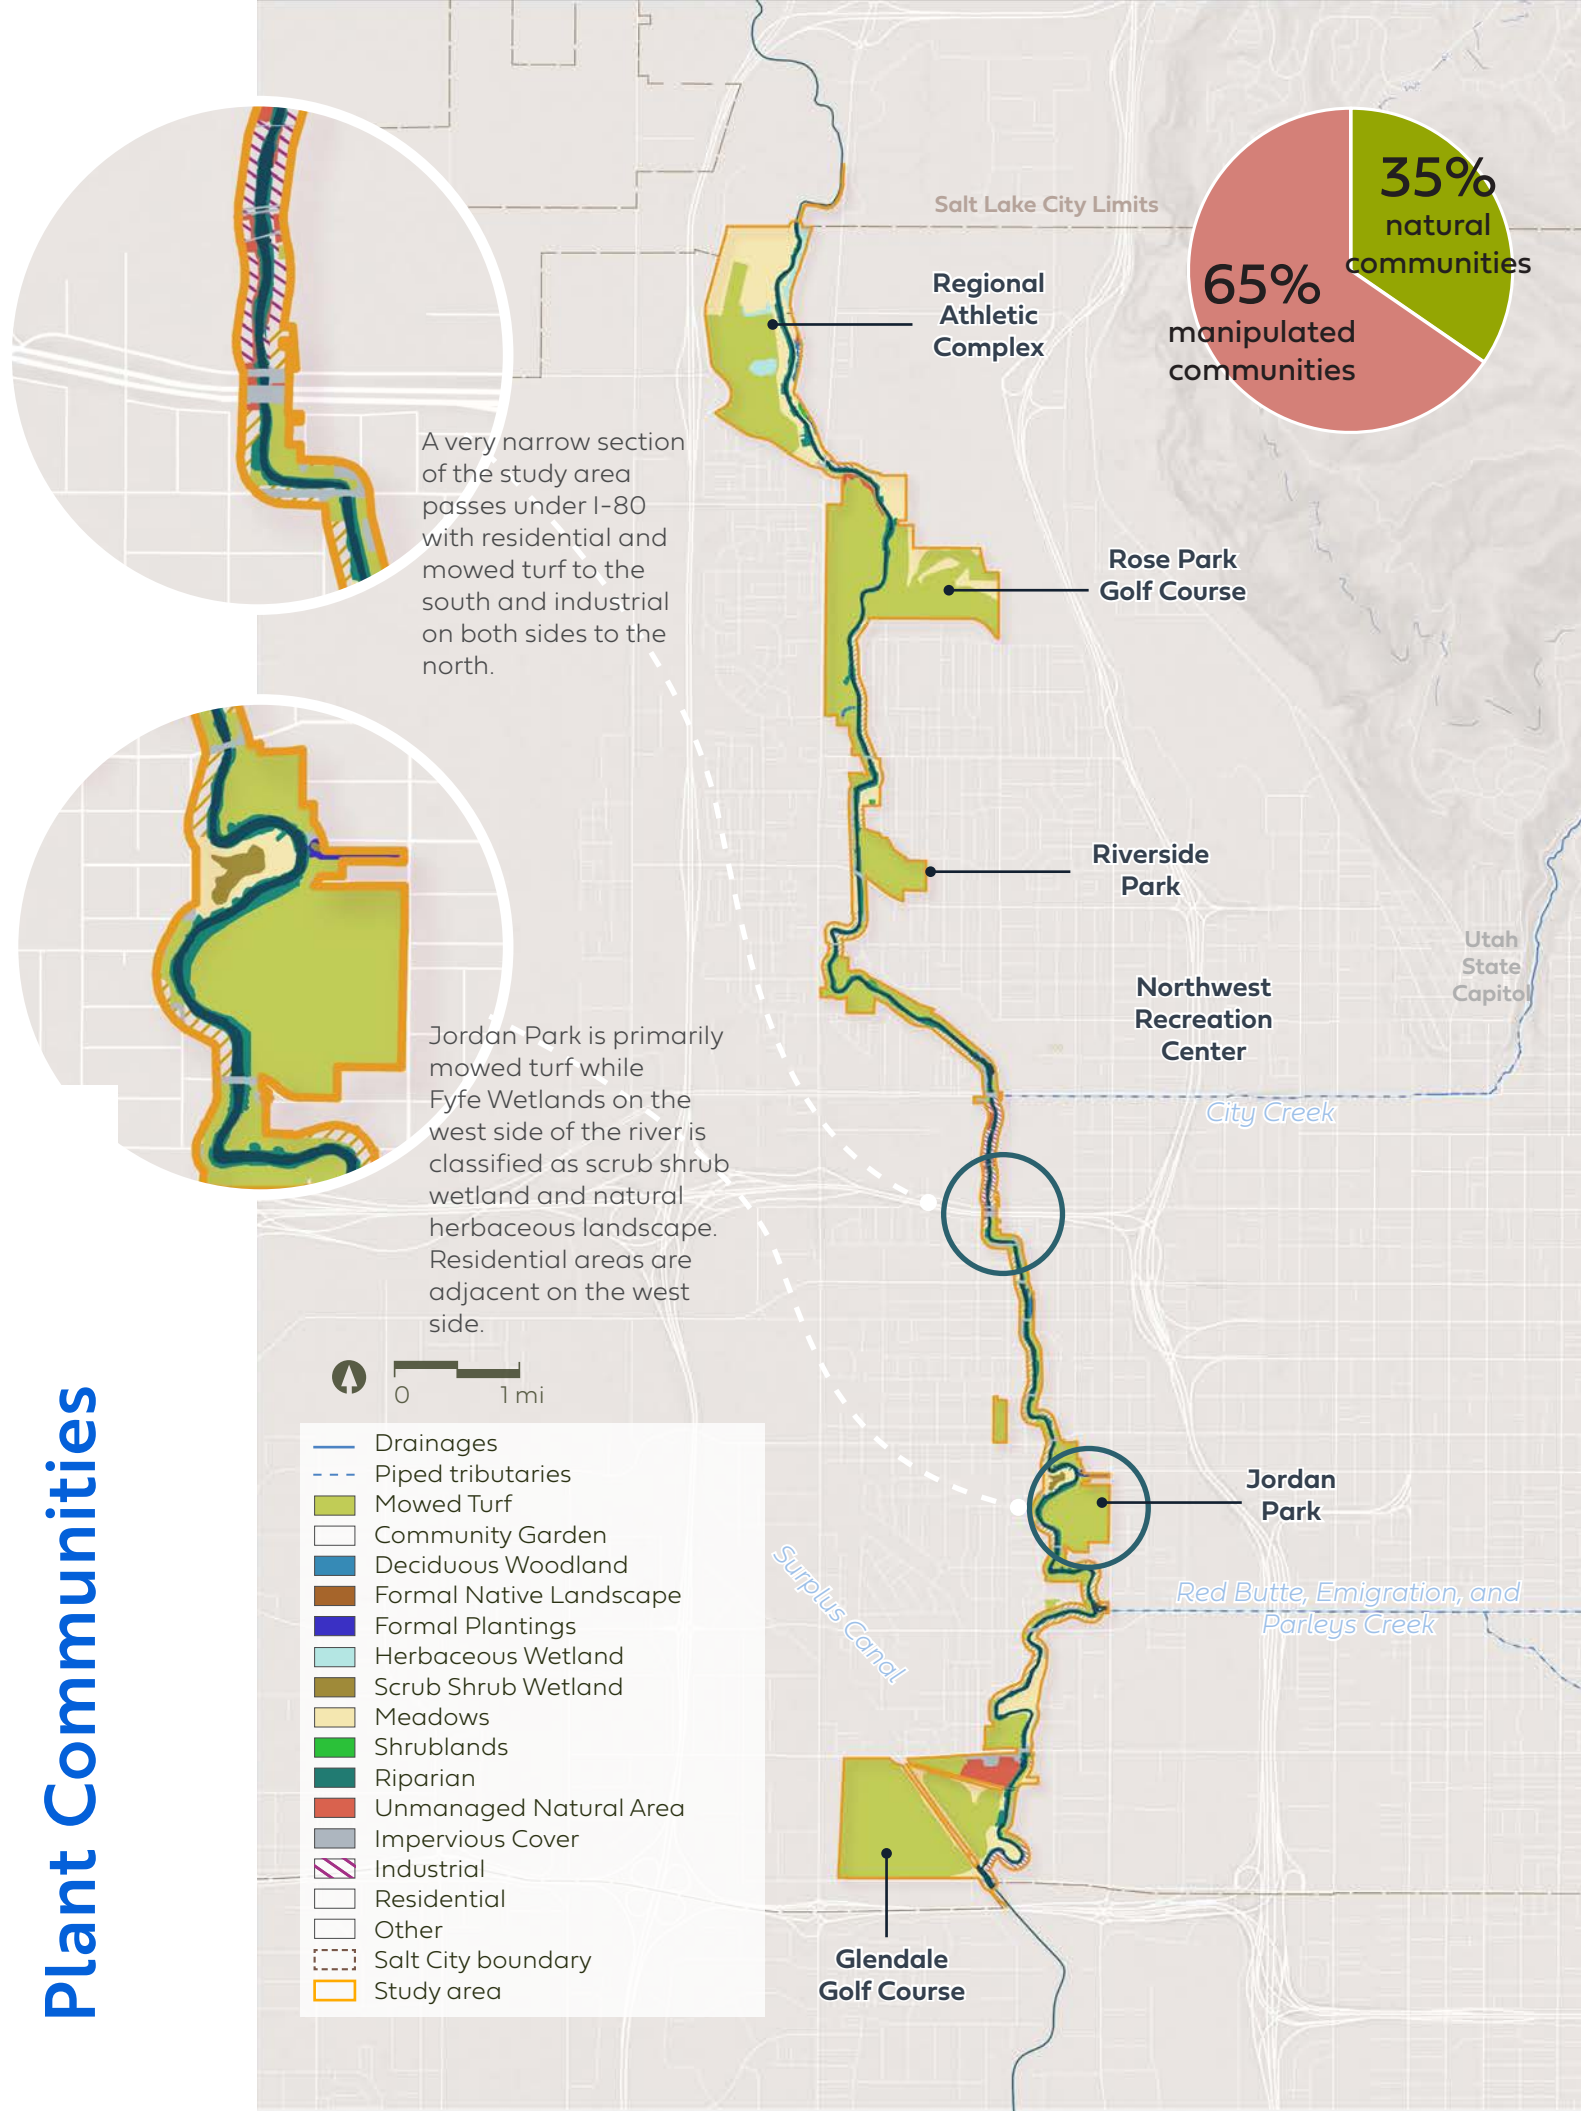 Plant Communities
Salt Lake City Limits
35%
natural
communities
65%
manipulated
communities
Regional
Athletic
Complex
A very narrow section
of the study area
passes under I-80
with residential and
mowed turf to the
south and industrial
on both sides to the
north.
Rose Park
Golf Course
Riverside
Park
Utah
State
Capitol
Northwest
Recreation
Center
City Creek
Jordan Park is primarily
mowed turf while
Fyfe Wetlands on the
west side of the river is
classified as scrub shrub
wetland and natural
herbaceous landscape.
Residential areas are
adjacent on the west
side.
0 1 mi
Drainages
Piped tributaries
Mowed Turf
Community Garden
Deciduous Woodland
Formal Native Landscape
Formal Plantings
Herbaceous Wetland
Scrub Shrub Wetland
Meadows
Shrublands
Riparian
Unmanaged Natural Area
Impervious Cover
Industrial
Residential
Other
Salt City boundary
Study area
Jordan
Park
Surplus Canal
Red Butte, Emigration, and
Parleys Creek
Glendale
Golf Course